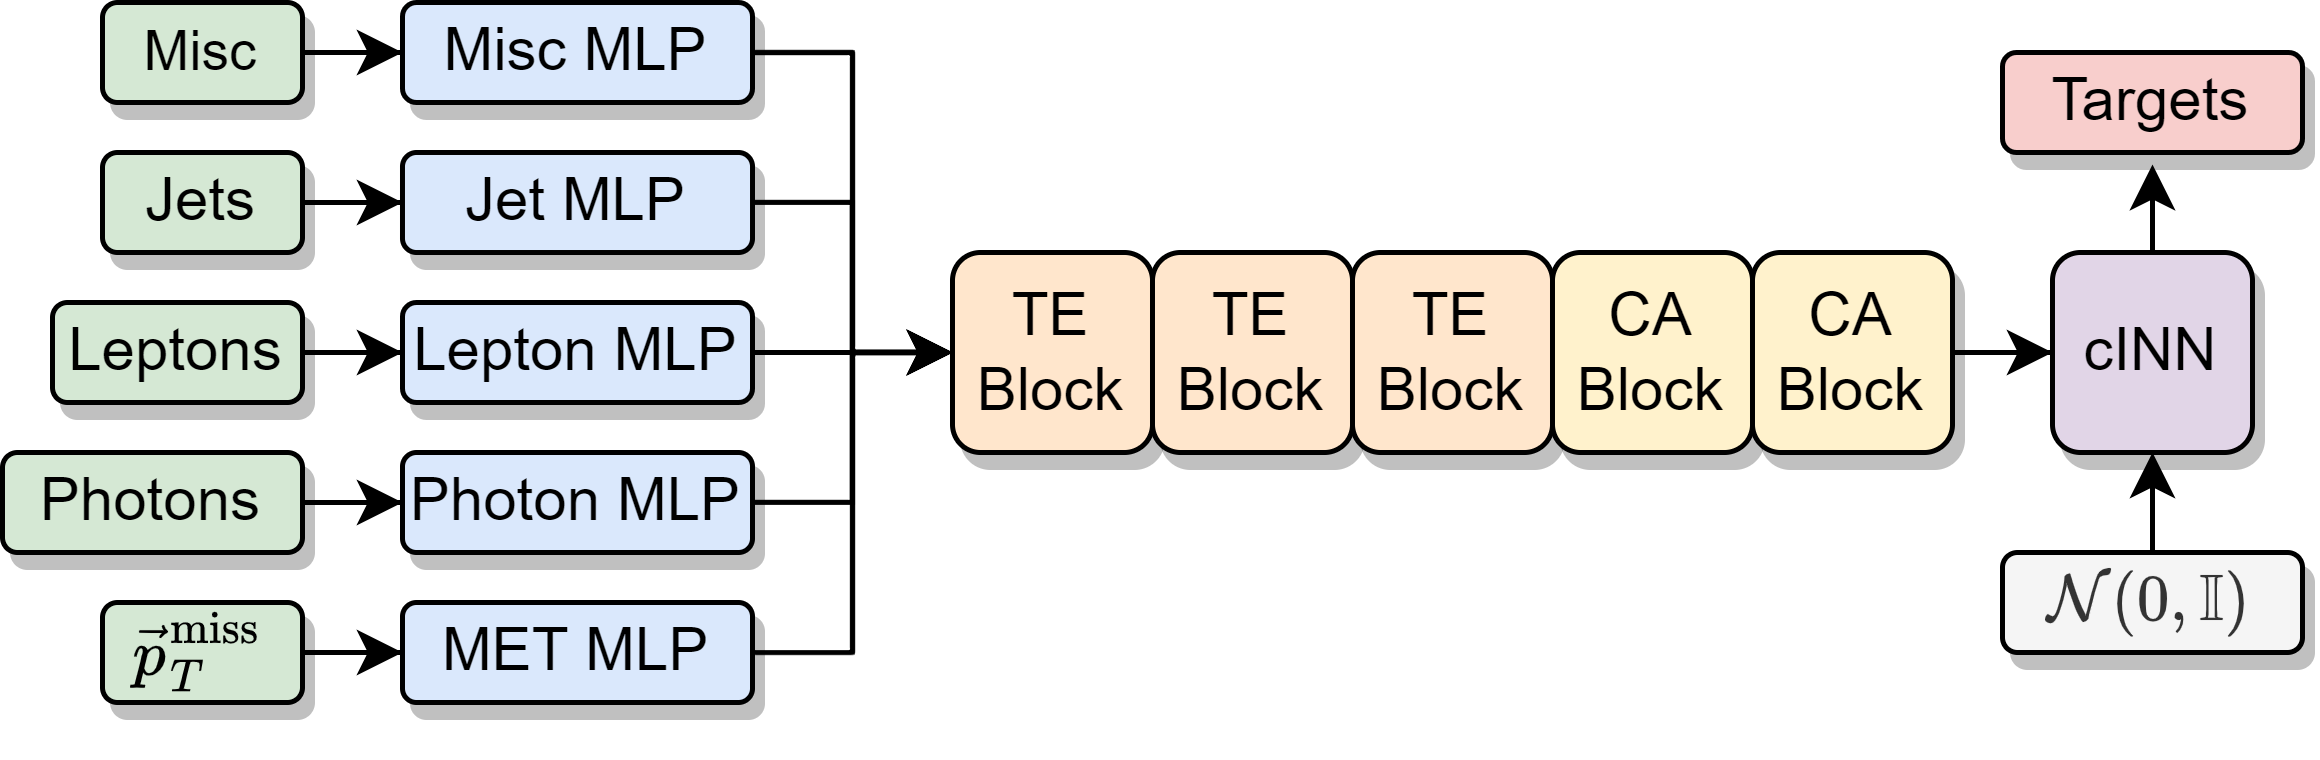 Misc
Misc MLP
Jets
Jet MLP
Leptons
Lepton MLP
Photons
Photon MLP
$\vec{p}_T^{\text{miss}}$
MET MLP
TE
Block
TE
Block
TE
Block
CA
Block
CA
Block
cINN
Targets
$\mathcal{N}(0, \mathbb{I})$